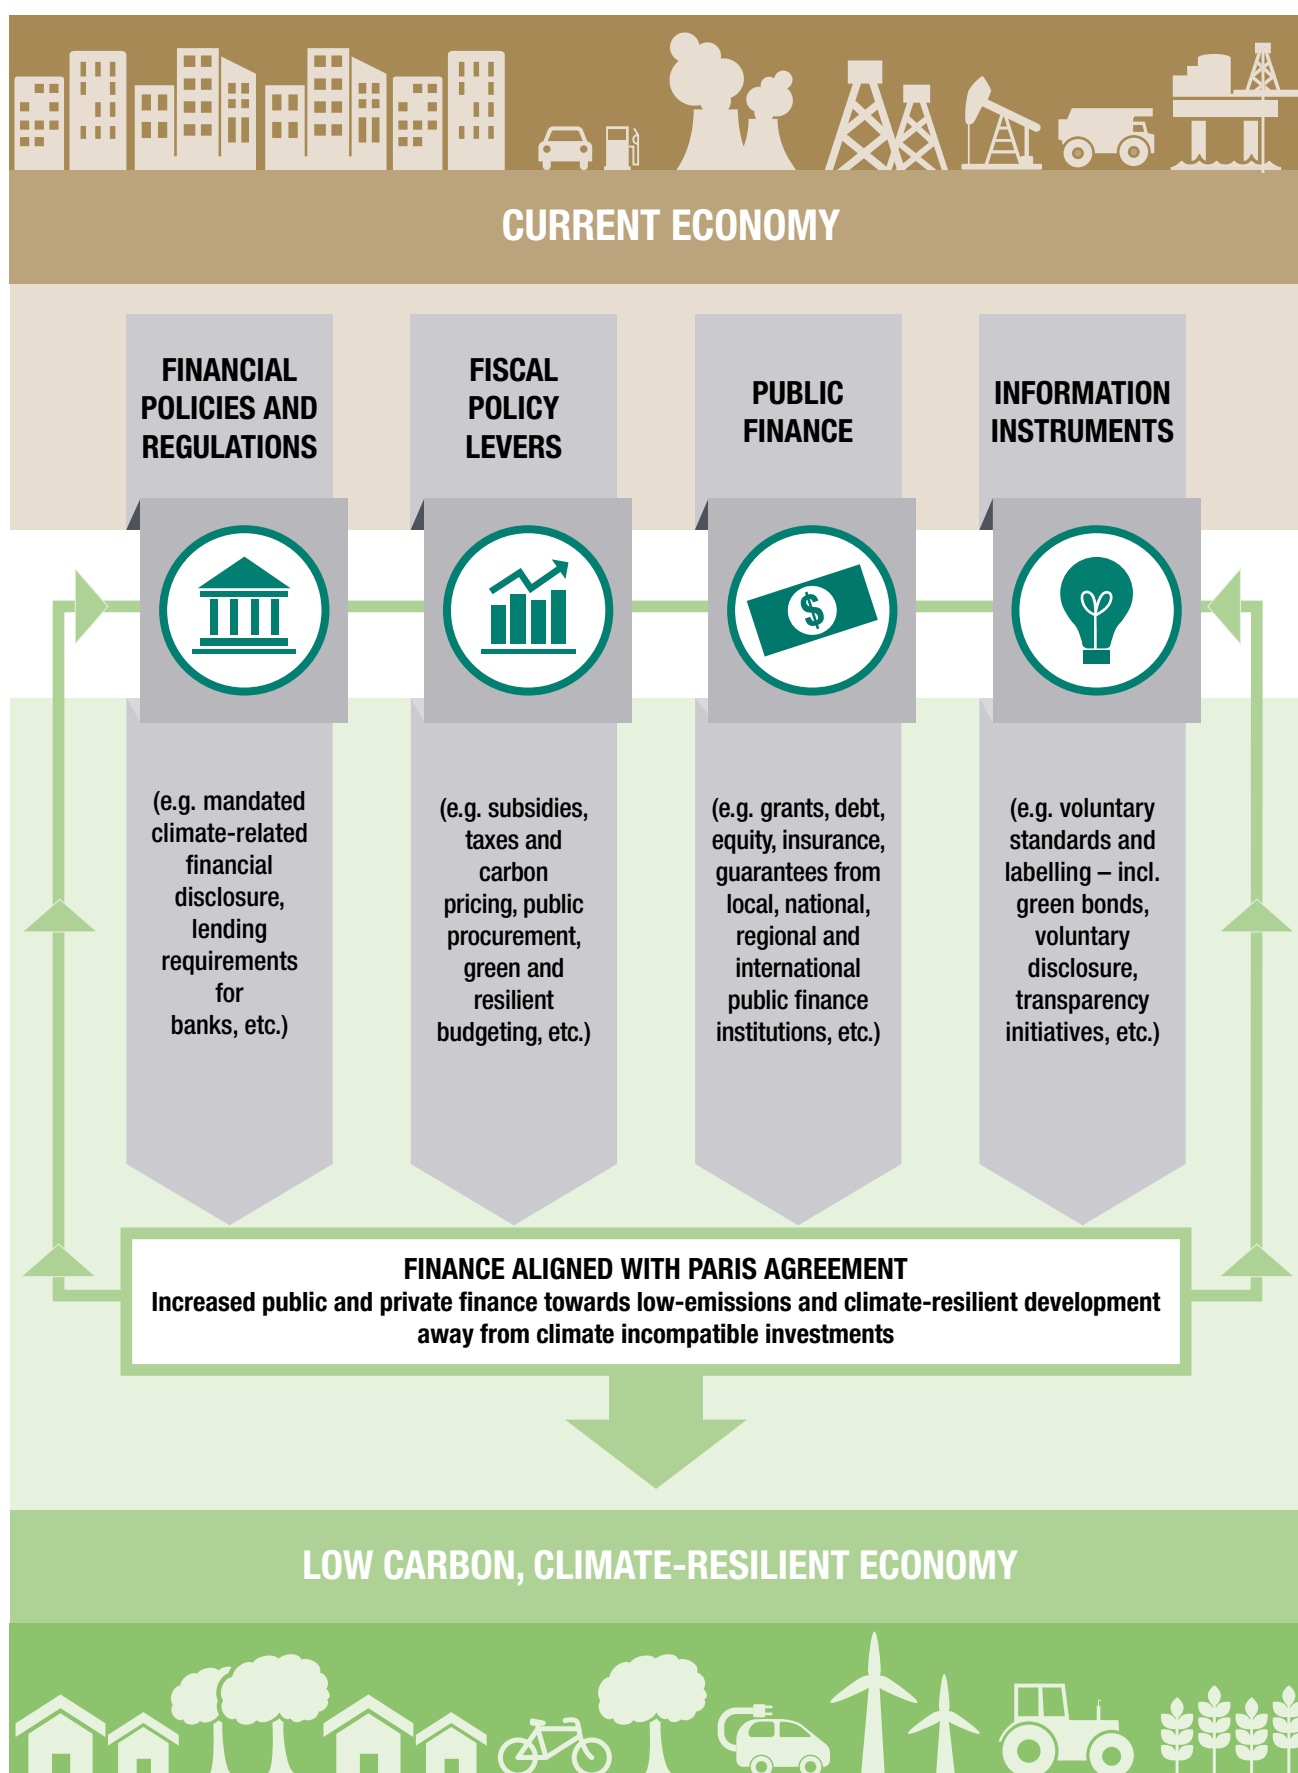 CURRENT ECONOMY
FINANCIAL
POLICIES AND
REGULATIONS
FISCAL
POLICY
LEVERS
PUBLIC
FINANCE
INFORMATION
INSTRUMENTS
$
(e.g. mandated
climate-related
financial
disclosure,
lending
requirements
for
banks, etc.)
(e.g. subsidies,
taxes and
carbon
pricing, public
procurement,
green and
resilient
budgeting, etc.)
(e.g. grants, debt,
equity, insurance,
guarantees from
local, national,
regional and
international
public finance
institutions, etc.)
(e.g. voluntary
standards and
labelling – incl.
green bonds,
voluntary
disclosure,
transparency
initiatives, etc.)
FINANCE ALIGNED WITH PARIS AGREEMENT
Increased public and private finance towards low-emissions and climate-resilient development
away from climate incompatible investments
LOW CARBON, CLIMATE-RESILIENT ECONOMY